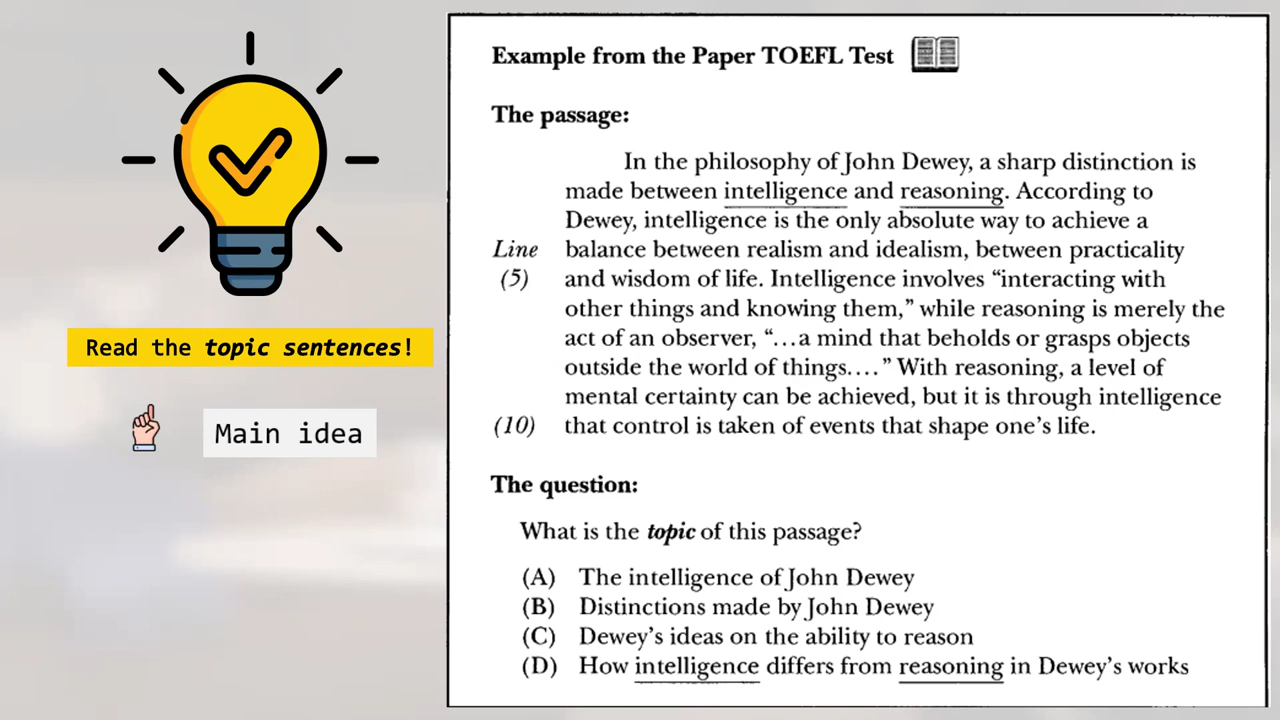 Read the topic sentences!
Main idea
Example from the Paper TOEFL Test
The passage:
In the philosophy of John Dewey, a sharp distinction is
made between intelligence and reasoning. According to
Dewey, intelligence is the only absolute way to achieve a
Line balance between realism and idealism, between practicality
(5) and wisdom of life. Intelligence involves “interacting with
other things and knowing them,” while reasoning is merely the
act of an observer, “...a mind that beholds or grasps objects
outside the world of things....” With reasoning, a level of
mental certainty can be achieved, but it is through intelligence
(10) that control is taken of events that shape one’s life.
The question:
What is the topic of this passage?
(A) The intelligence of John Dewey
(B) Distinctions made by John Dewey
(C) Dewey’s ideas on the ability to reason
(D) How intelligence differs from reasoning in Dewey’s works